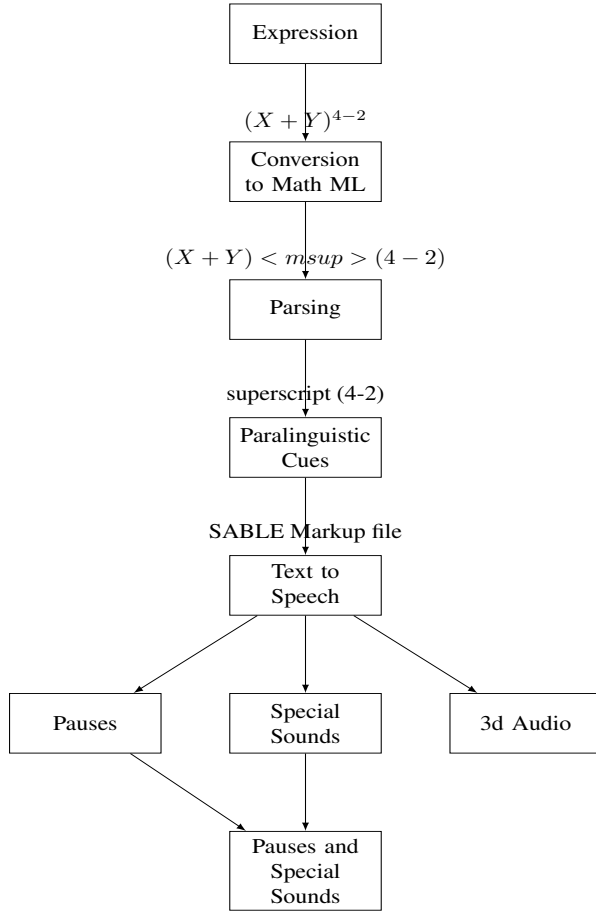 Expression
(X + Y)^{4−2}
Conversion
to Math ML
(X + Y) < msup > (4 − 2)
Parsing
superscript (4-2)
Paralinguistic
Cues
SABLE Markup file
Text to
Speech
Pauses
Special
Sounds
3d Audio
Pauses and
Special
Sounds